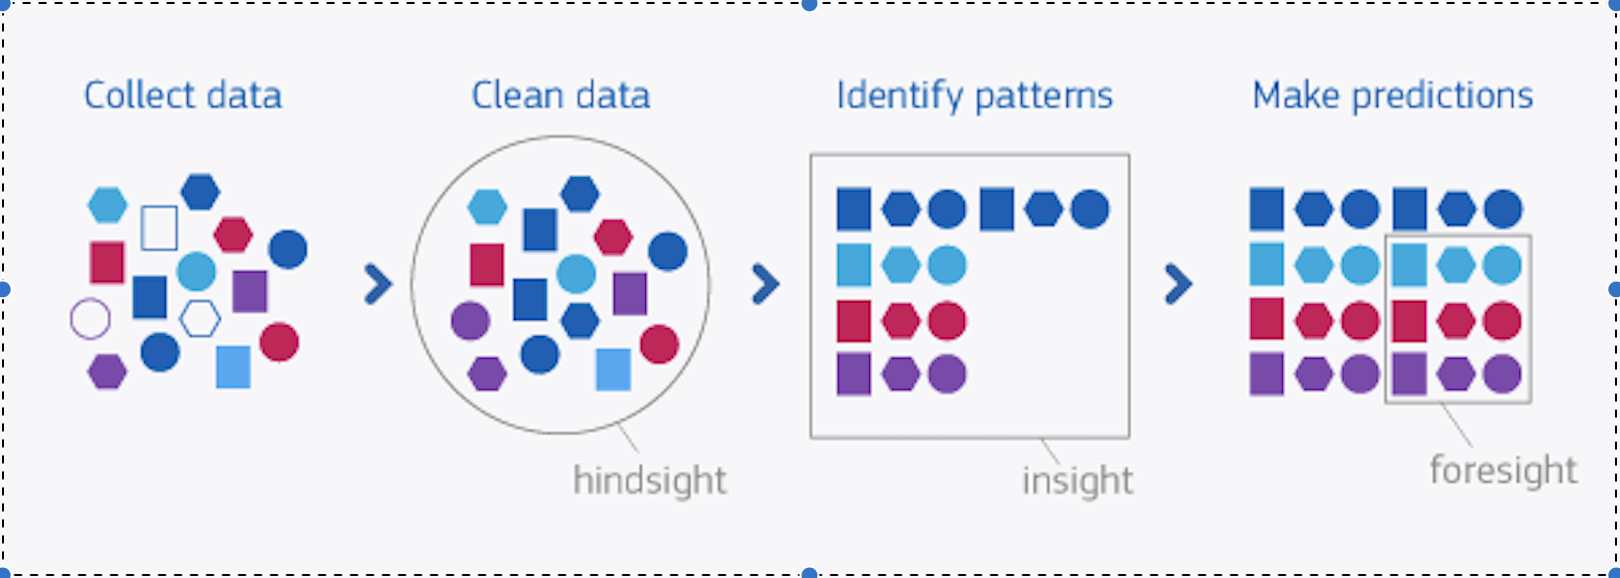 Collect data
Clean data
Identify patterns
Make predictions
hindsight
insight
foresight